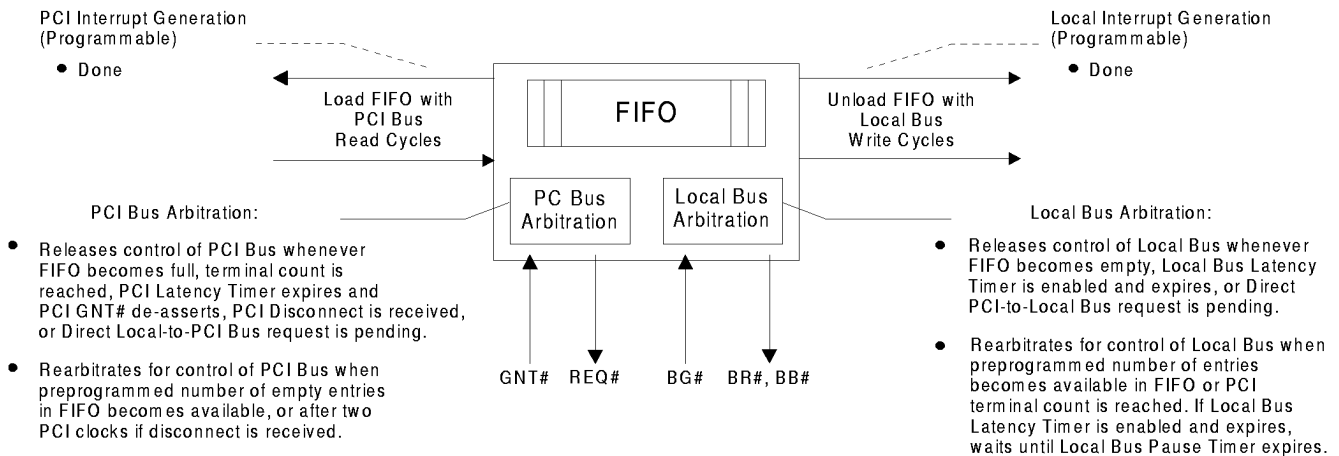 PCI Interrupt Generation
(Programmable)
● Done
Local Interrupt Generation
(Programmable)
● Done
Load FIFO with
PCI Bus
Read Cycles
FIFO
Unload FIFO with
Local Bus
Write Cycles
PC Bus
Arbitration
Local Bus
Arbitration
PCI Bus Arbitration:
● Releases control of PCI Bus whenever
FIFO becomes full, terminal count is
reached, PCI Latency Timer expires and
PCI GNT# de-asserts, PCI Disconnect is received,
or Direct Local-to-PCI Bus request is pending.
● Rearbitrates for control of PCI Bus when
preprogrammed number of empty entries
in FIFO becomes available, or after two
PCI clocks if disconnect is received.
GNT# REQ# BG# BR#, BB#
Local Bus Arbitration:
● Releases control of Local Bus whenever
FIFO becomes empty, Local Bus Latency
Timer is enabled and expires, or Direct
PCI-to-Local Bus request is pending.
● Rearbitrates for control of Local Bus when
preprogrammed number of entries
becomes available in FIFO or PCI
terminal count is reached. If Local Bus
Latency Timer is enabled and expires,
waits until Local Bus Pause Timer expires.